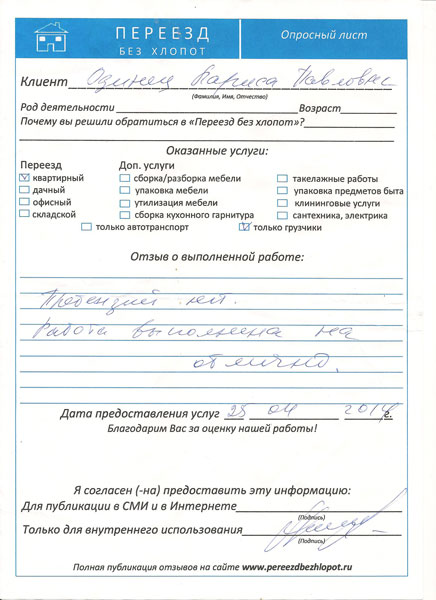 ПЕРЕЕЗД
БЕЗ ХЛОПОТ
Опросный лист
Клиент Одинец Лариса Павловна
(Фамилия, Имя, Отчество)
Род деятельности Возраст
Почему вы решили обратиться в «Переезд без хлопот»?
Оказанные услуги:
Переезд Доп. услуги
квартирный сборка/разборка мебели такелажные работы
дачный упаковка мебели упаковка предметов быта
офисный утилизация мебели клининговые услуги
складской сборка кухонного гарнитура сантехника, электрика
только автотранспорт только грузчики
Отзыв о выполненной работе:
Претензий нет.
Работа выполнена на
отлично.
Дата предоставления услуг 25 04 2014 г.
Благодарим Вас за оценку нашей работы!
Я согласен (-на) предоставить эту информацию:
Для публикации в СМИ и в Интернете
(Подпись)
Только для внутреннего использования
(Подпись)
Полная публикация отзывов на сайте www.pereezdbezhlopot.ru